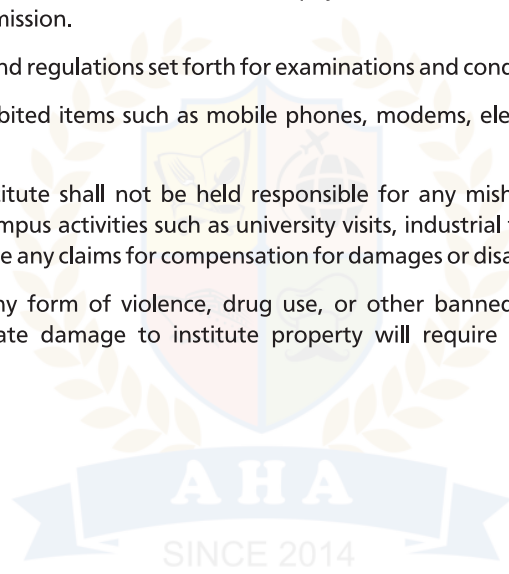 mission.
nd regulations set forth for examinations and cond
bited items such as mobile phones, modems, ele
titute shall not be held responsible for any mish
mpus activities such as university visits, industrial
e any claims for compensation for damages or disa
ny form of violence, drug use, or other banned
ate damage to institute property will require
AHA
SINCE 2014